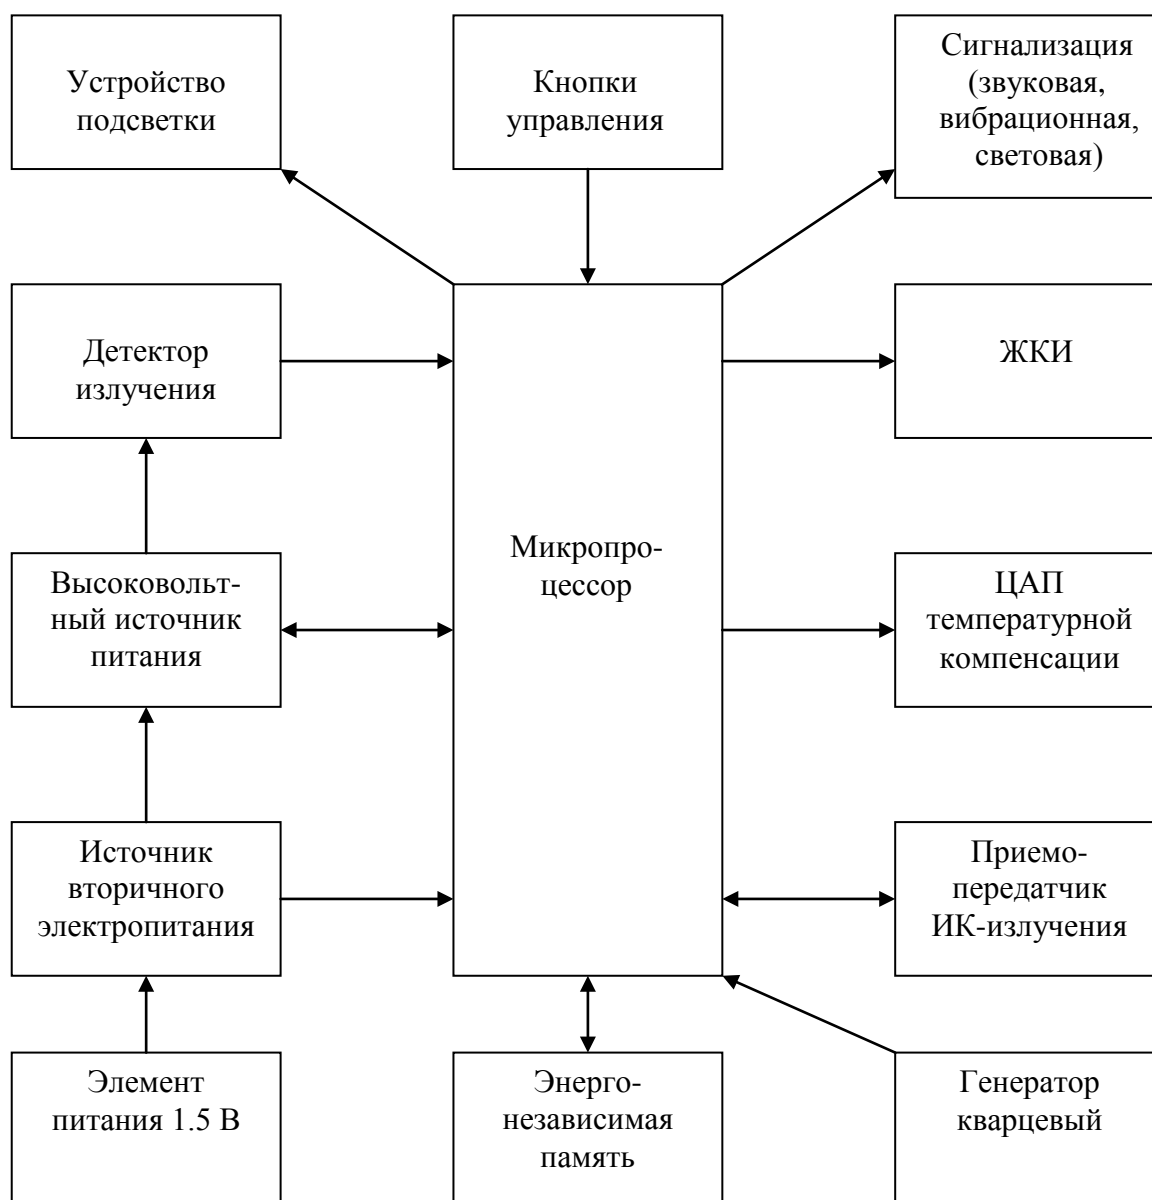 Устройство
подсветки
Кнопки
управления
Сигнализация
(звуковая,
вибрационная,
световая)
Детектор
излучения
ЖКИ
Микропро-
цессор
Высоковольт-
ный источник
питания
ЦАП
температурной
компенсации
Источник
вторичного
электропитания
Приемо-
передатчик
ИК-излучения
Элемент
питания 1.5 В
Энерго-
независимая
память
Генератор
кварцевый